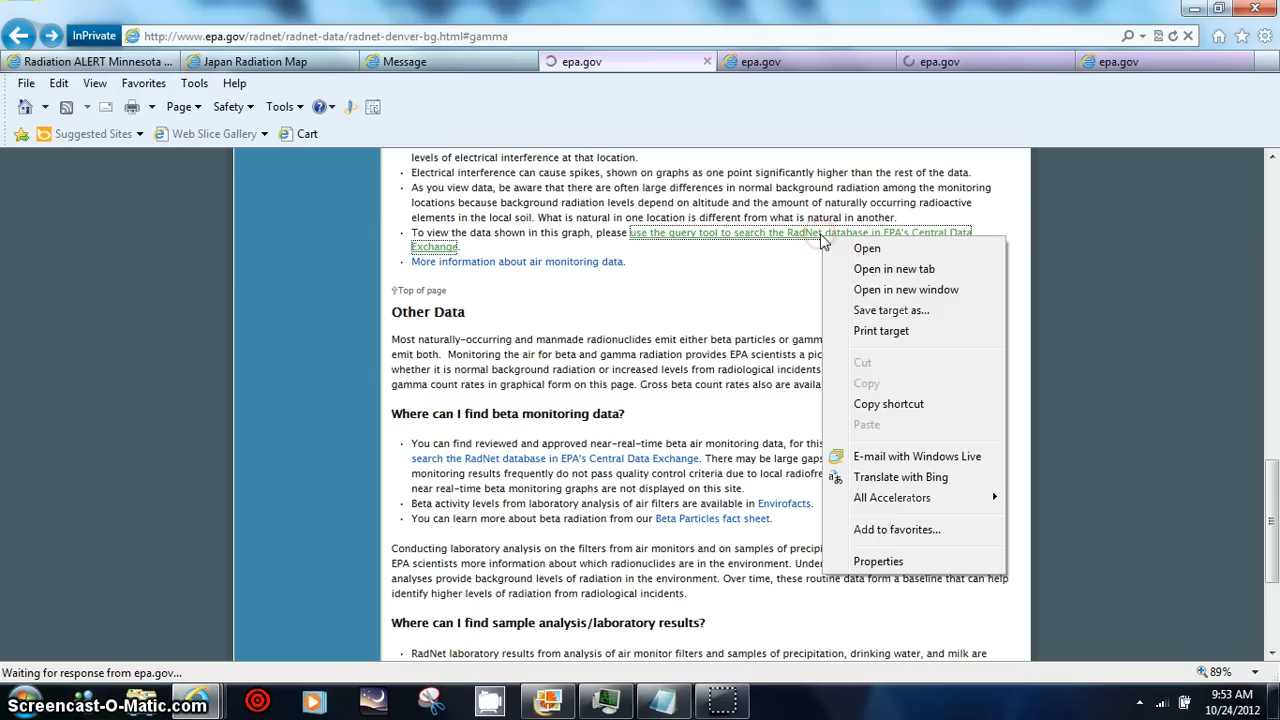 InPrivate
http://www.epa.gov/radnet/radnet-data/radnet-denver-bg.html#gamma
Radiation ALERT Minnesota ...
Japan Radiation Map
Message
epa.gov
epa.gov
epa.gov
epa.gov
File Edit View Favorites Tools Help
Page Safety Tools
Suggested Sites Web Slice Gallery Cart
levels of electrical interference at that location.
Electrical interference can cause spikes, shown on graphs as one point significantly higher than the rest of the data.
As you view data, be aware that there are often large differences in normal background radiation among the monitoring
locations because background radiation levels depend on altitude and the amount of naturally occurring radioactive
elements in the local soil. What is natural in one location is different from what is natural in another.
To view the data shown in this graph, please use the query tool to search the RadNet database in EPA's Central Data
Exchange.
More information about air monitoring data.
Top of page
Other Data
Most naturally-occurring and manmade radionuclides emit either beta particles or gamm
emit both. Monitoring the air for beta and gamma radiation provides EPA scientists a pic
whether it is normal background radiation or increased levels from radiological incidents
gamma count rates in graphical form on this page. Gross beta count rates also are availa
Where can I find beta monitoring data?
You can find reviewed and approved near-real-time beta air monitoring data, for this
search the RadNet database in EPA's Central Data Exchange. There may be large gaps
monitoring results frequently do not pass quality control criteria due to local radiofre
near real-time beta monitoring graphs are not displayed on this site.
Beta activity levels from laboratory analysis of air filters are available in Envirofacts.
You can learn more about beta radiation from our Beta Particles fact sheet.
Conducting laboratory analysis on the filters from air monitors and on samples of precipi
EPA scientists more information about which radionuclides are in the environment. Under
analyses provide background levels of radiation in the environment. Over time, these routine data form a baseline that can help
identify higher levels of radiation from radiological incidents.
Where can I find sample analysis/laboratory results?
RadNet laboratory results from analysis of air monitor filters and samples of precipitation, drinking water, and milk are
Open
Open in new tab
Open in new window
Save target as...
Print target
Cut
Copy
Copy shortcut
Paste
E-mail with Windows Live
Translate with Bing
All Accelerators
Add to favorites...
Properties
Waiting for response from epa.gov...
89%
Screencast-O-Matic.com
9:53 AM
10/24/2012